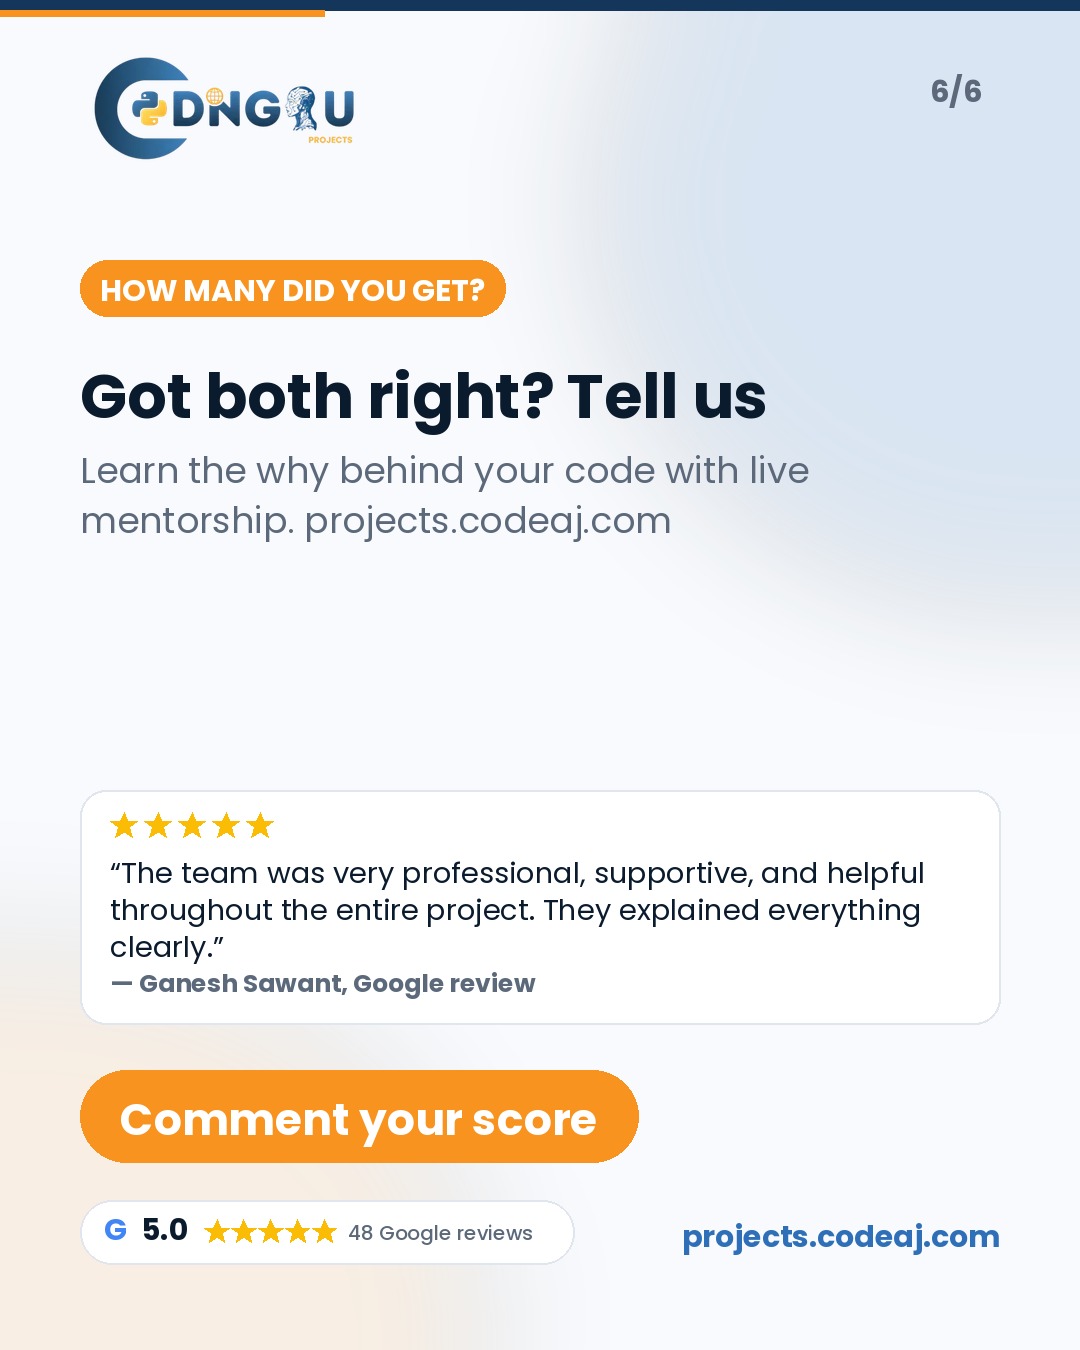 CDNG U
PROJECTS
6/6
HOW MANY DID YOU GET?
Got both right? Tell us
Learn the why behind your code with live
mentorship. projects.codeaj.com
“The team was very professional, supportive, and helpful
throughout the entire project. They explained everything
clearly.”
— Ganesh Sawant, Google review
Comment your score
G 5.0 48 Google reviews
projects.codeaj.com